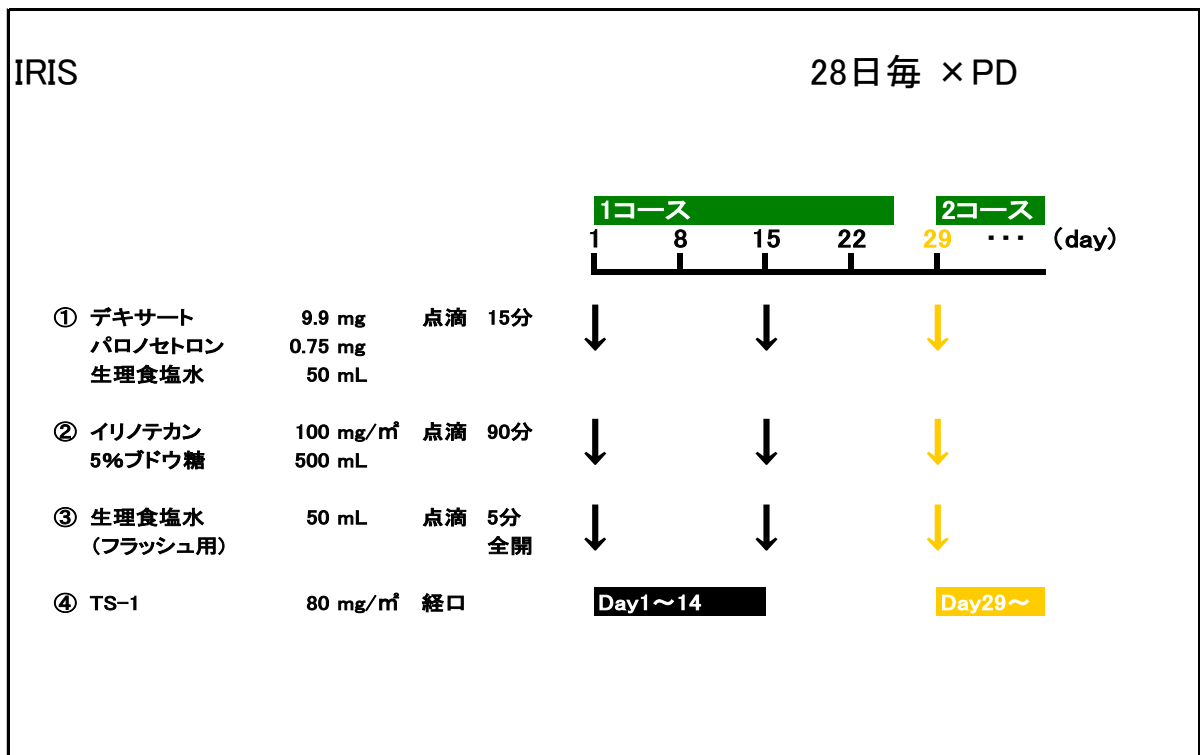 IRIS 28日毎 ×PD
1コース 2コース
1 8 15 22 29 ・・・ (day)
① デキサート 9.9 mg 点滴 15分
パロノセトロン 0.75 mg
生理食塩水 50 mL
② イリノテカン 100 mg/㎡ 点滴 90分
5%ブドウ糖 500 mL
③ 生理食塩水 50 mL 点滴 5分
(フラッシュ用) 全開
④ TS-1 80 mg/㎡ 経口 Day1~14 Day29~